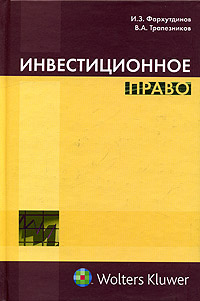 И.З. Фархутдинов
В.А. Трапезников
ИНВЕСТИЦИОННОЕ
ПРАВО
Wolters Kluwer